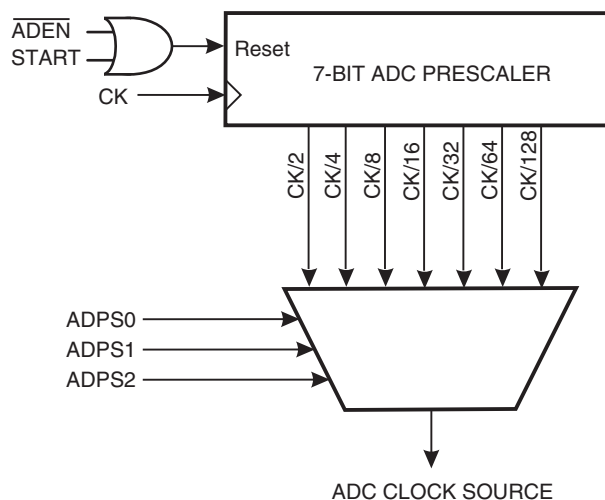 ADEN
START
Reset
7-BIT ADC PRESCALER
CK
CK/2
CK/4
CK/8
CK/16
CK/32
CK/64
CK/128
ADPS0
ADPS1
ADPS2
ADC CLOCK SOURCE